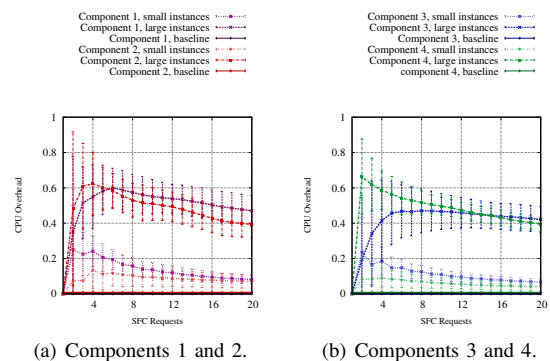 Component 1, small instances
Component 1, large instances
Component 1, baseline
Component 2, small instances
Component 2, large instances
Component 2, baseline
1
0.8
0.6
0.4
0.2
0
CPU Overhead
4 8 12 16 20
SFC Requests
(a) Components 1 and 2.
Component 3, small instances
Component 3, large instances
Component 3, baseline
Component 4, small instances
Component 4, large instances
component 4, baseline
1
0.8
0.6
0.4
0.2
0
CPU Overhead
4 8 12 16 20
SFC Requests
(b) Components 3 and 4.